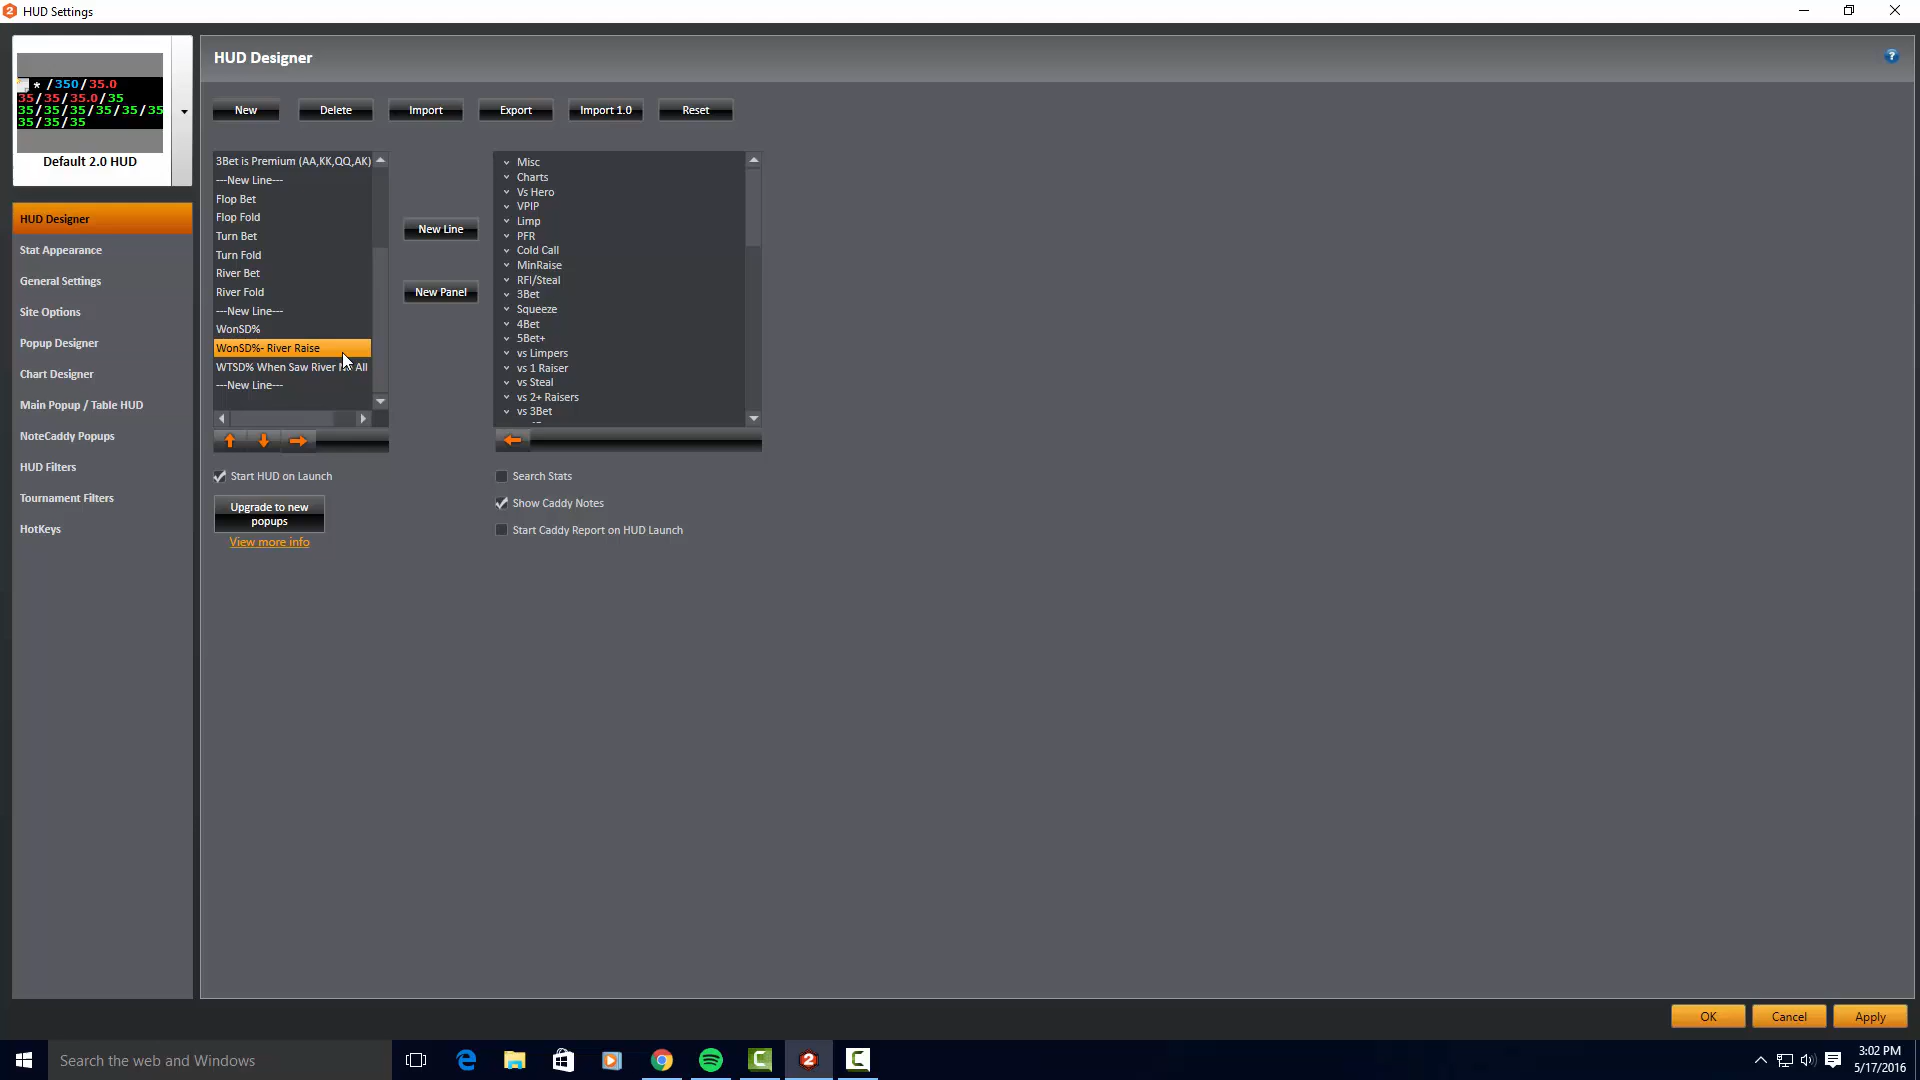 2 HUD Settings
* /350/35.0
35/35/35.0/35
35/35/35/35/35/35
35/35/35
Default 2.0 HUD
HUD Designer
Stat Appearance
General Settings
Site Options
Popup Designer
Chart Designer
Main Popup / Table HUD
NoteCaddy Popups
HUD Filters
Tournament Filters
HotKeys
HUD Designer
?
New Delete Import Export Import 1.0 Reset
3Bet is Premium (AA,KK,QQ,AK)
---New Line---
Flop Bet
Flop Fold
Turn Bet
Turn Fold
River Bet
River Fold
---New Line---
WonSD%
WonSD%- River Raise
WTSD% When Saw River All
---New Line---
New Line
New Panel
Misc
Charts
Vs Hero
VPIP
Limp
PFR
Cold Call
MinRaise
RFI/Steal
3Bet
Squeeze
4Bet
5Bet+
vs Limpers
vs 1 Raiser
vs Steal
vs 2+ Raisers
vs 3Bet
Start HUD on Launch
Upgrade to new
popups
View more info
Search Stats
Show Caddy Notes
Start Caddy Report on HUD Launch
OK Cancel Apply
Search the web and Windows
2
3:02 PM
5/17/2016